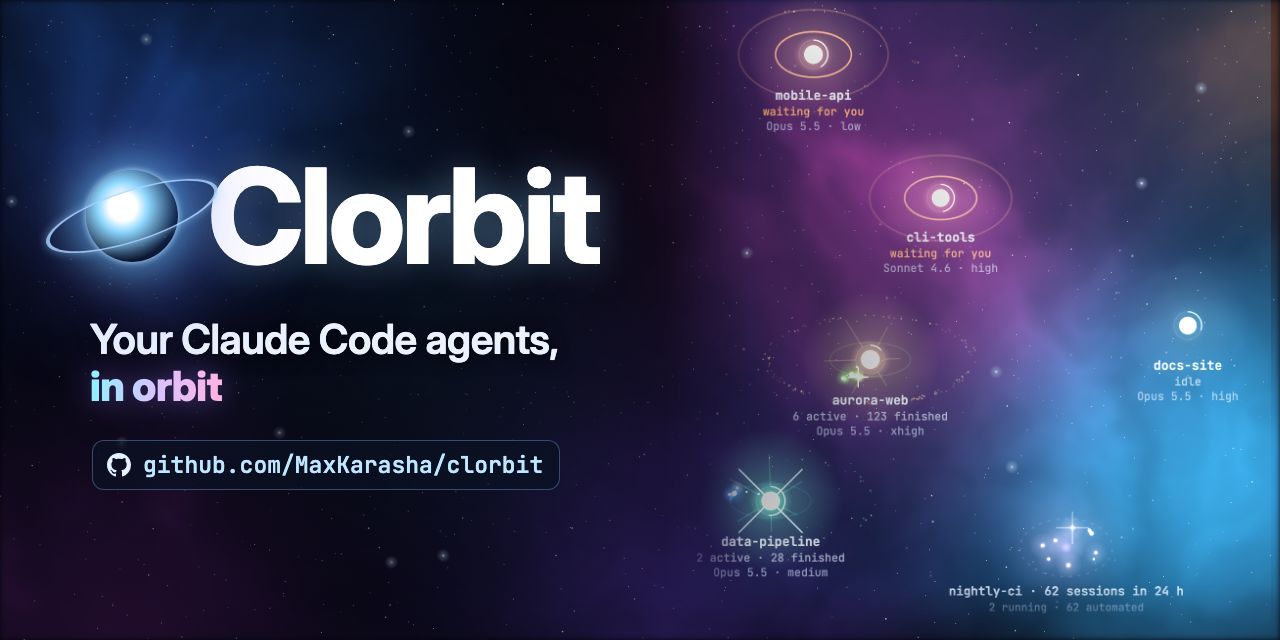 Clorbit
Your Claude Code agents,
in orbit
github.com/MaxKarasha/clorbit
mobile-api
waiting for you
Opus 5.5 · low
cli-tools
waiting for you
Sonnet 4.6 · high
docs-site
idle
Opus 5.5 · high
aurora-web
6 active · 123 finished
Opus 5.5 · xhigh
data-pipeline
2 active · 28 finished
Opus 5.5 · medium
nightly-ci · 62 sessions in 24 h
2 running · 62 automated